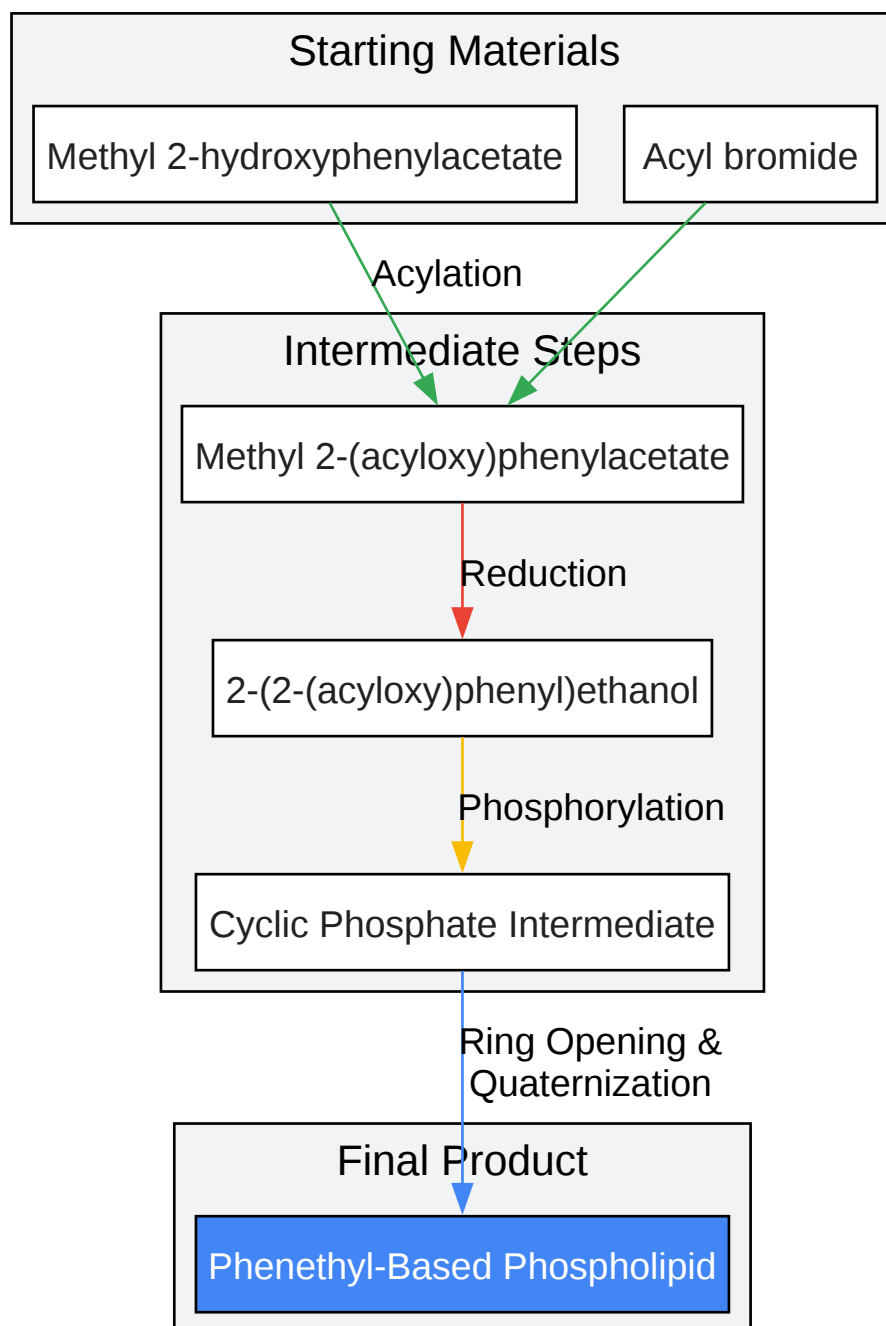 Starting Materials
Methyl 2-hydroxyphenylacetate
Acyl bromide
Acylation
Intermediate Steps
Methyl 2-(acyloxy)phenylacetate
Reduction
2-(2-(acyloxy)phenyl)ethanol
Phosphorylation
Cyclic Phosphate Intermediate
Ring Opening &
Quaternization
Final Product
Phenethyl-Based Phospholipid